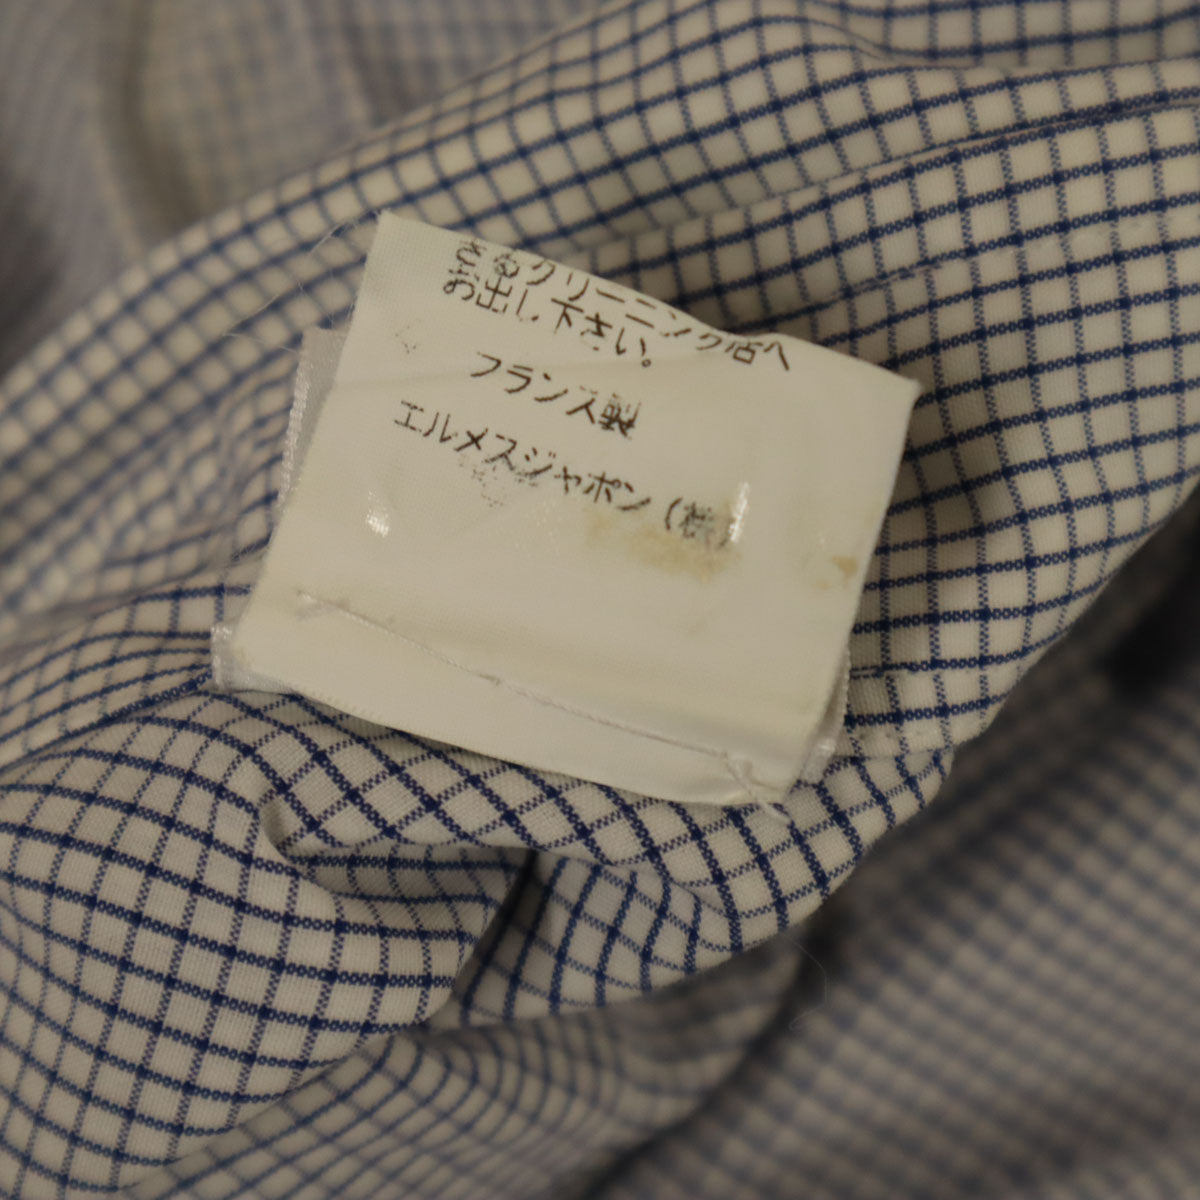 きるクリーニング店へ
お出し下さい。
フランス製
エルメスジャポン（株）